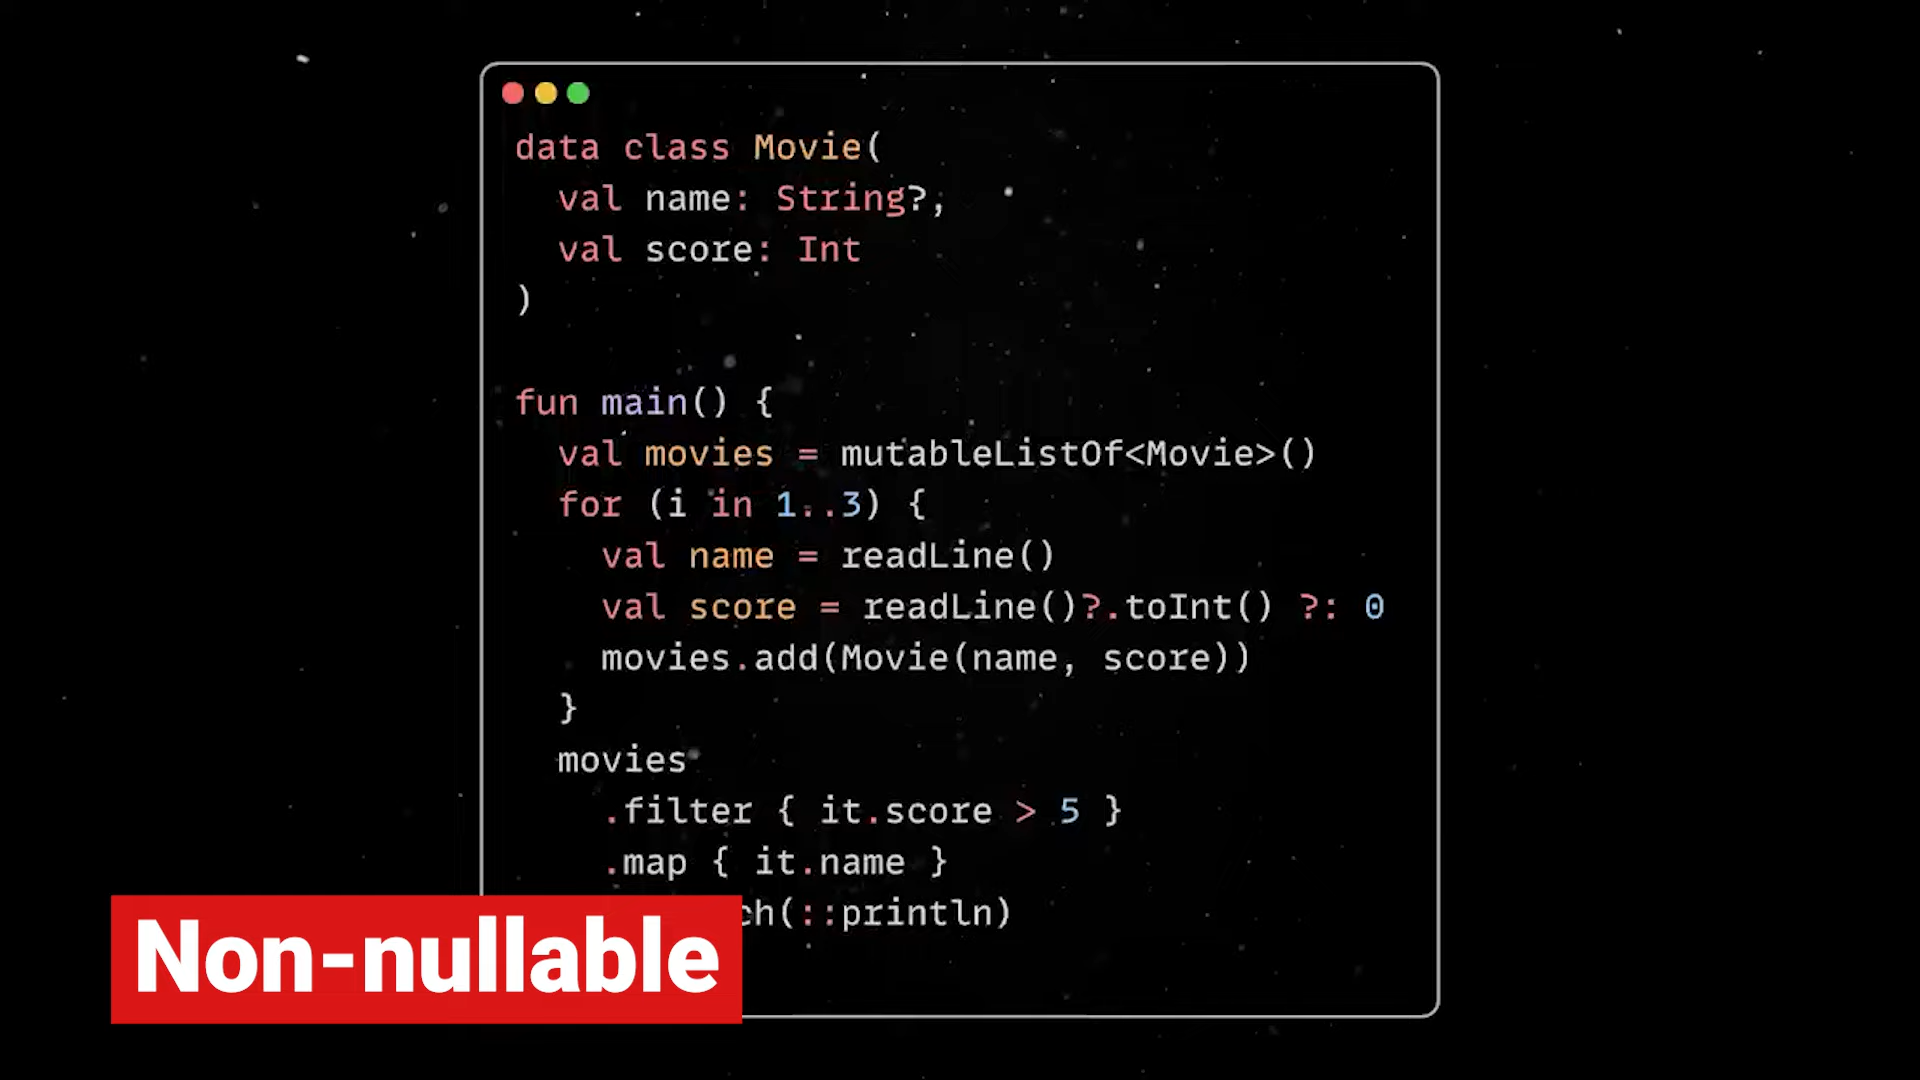 data class Movie(
  val name: String?,
  val score: Int
)
fun main() {
  val movies = mutableListOf<Movie>()
  for (i in 1..3) {
    val name = readLine()
    val score = readLine()?.toInt() ?: 0
    movies.add(Movie(name, score))
  }
  movies
    .filter { it.score > 5 }
    .map { it.name }
ch(::println)
Non-nullable